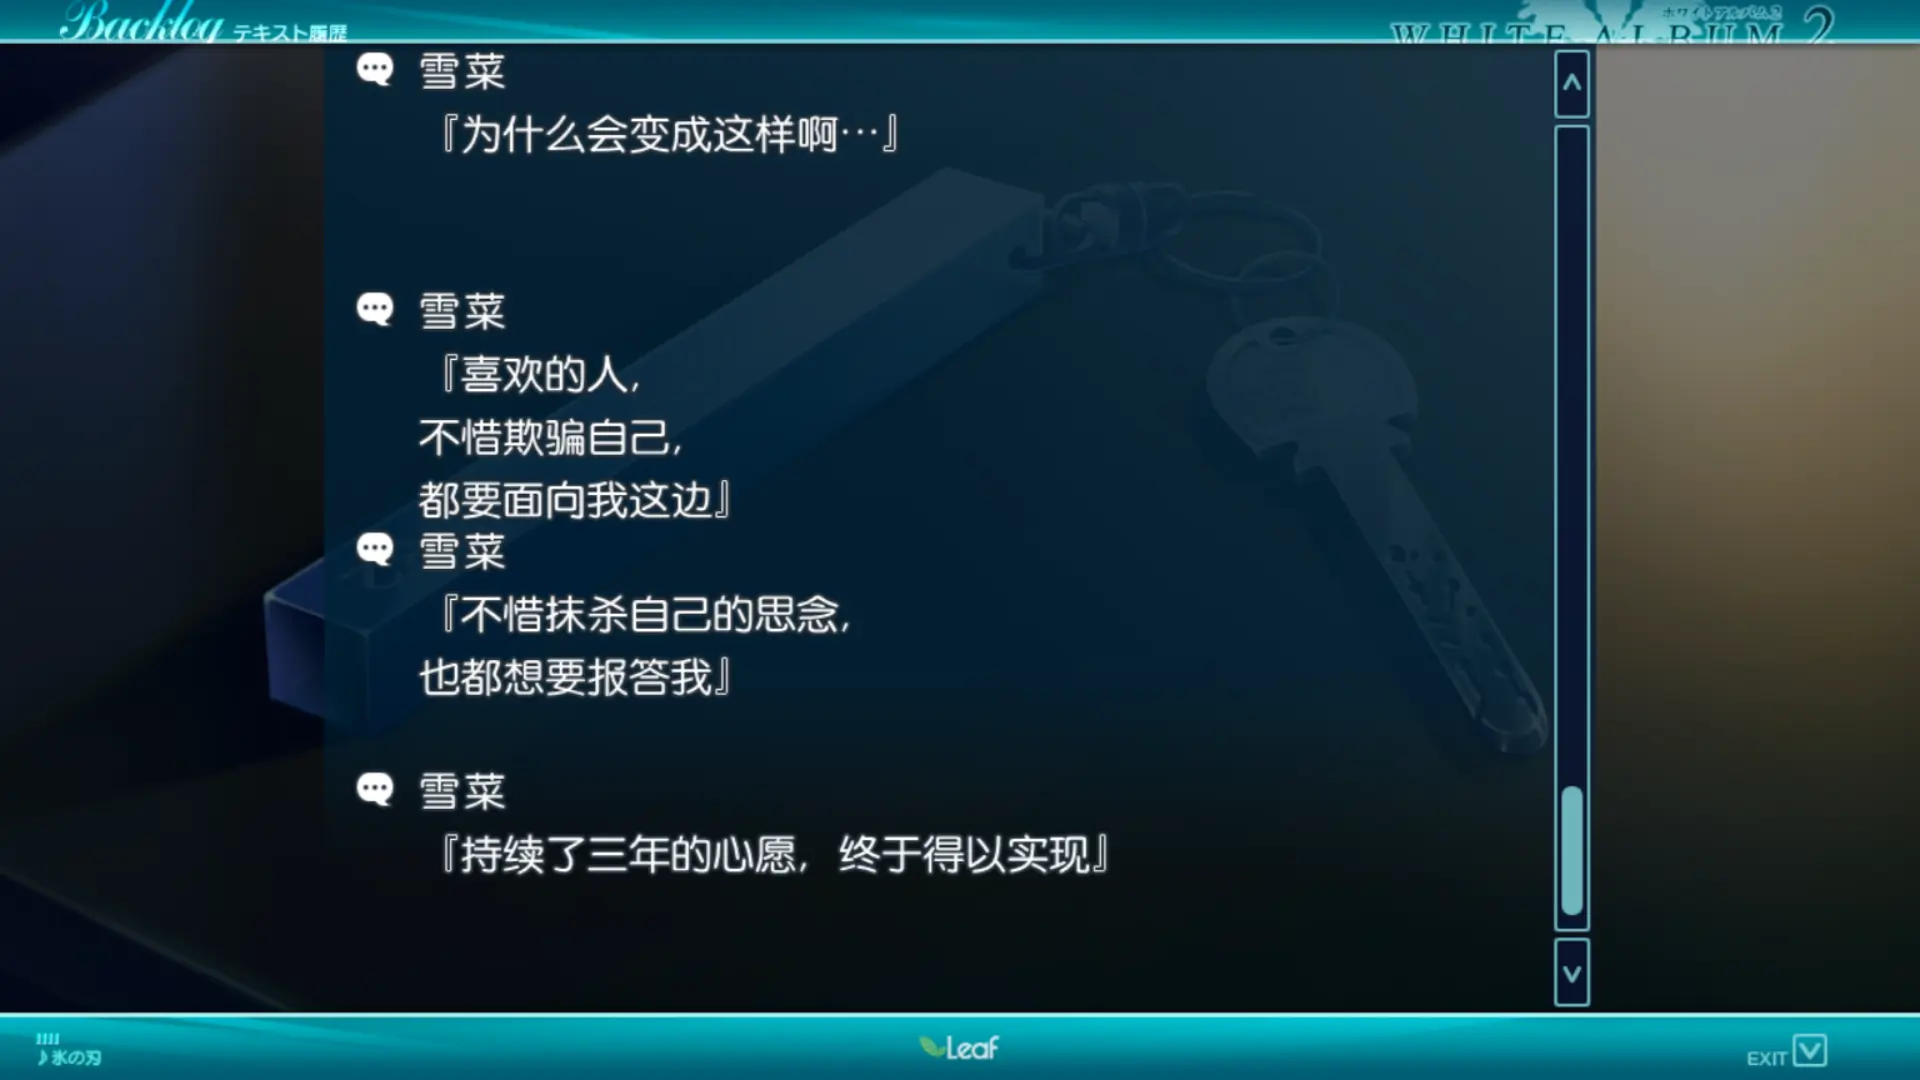 Backlog テキスト履歴
ホワイトアルバム2
WHITE ALBUM 2
雪菜
『为什么会变成这样啊…』
雪菜
『喜欢的人,
不惜欺骗自己,
都要面向我这边』
雪菜
『不惜抹杀自己的思念,
也都想要报答我』
雪菜
『持续了三年的心愿, 终于得以实现』
♪氷の刃
Leaf
EXIT